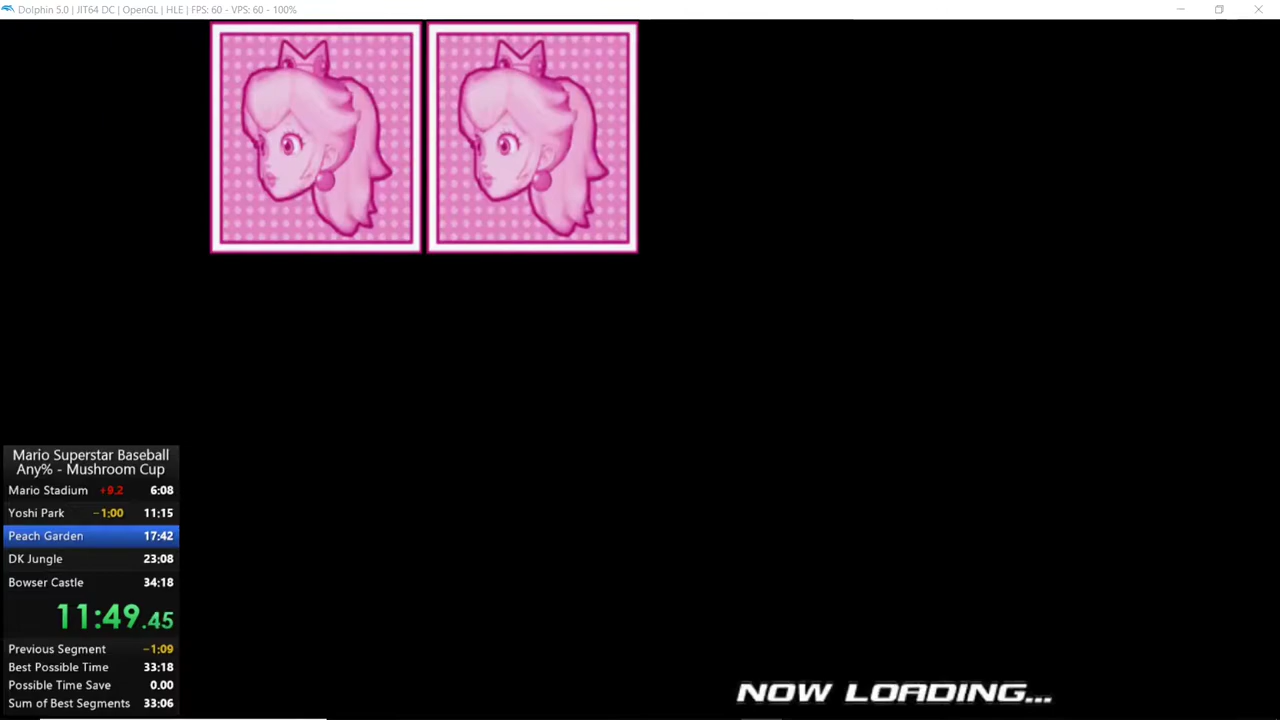 Dolphin 5.0 | JIT64 DC | OpenGL | HLE | FPS: 60 - VPS: 60 - 100%
Mario Superstar Baseball
Any% - Mushroom Cup
Mario Stadium +9.2 6:08
Yoshi Park −1:00 11:15
Peach Garden 17:42
DK Jungle 23:08
Bowser Castle 34:18
11:49.45
Previous Segment −1:09
Best Possible Time 33:18
Possible Time Save 0.00
Sum of Best Segments 33:06
NOW LOADING...